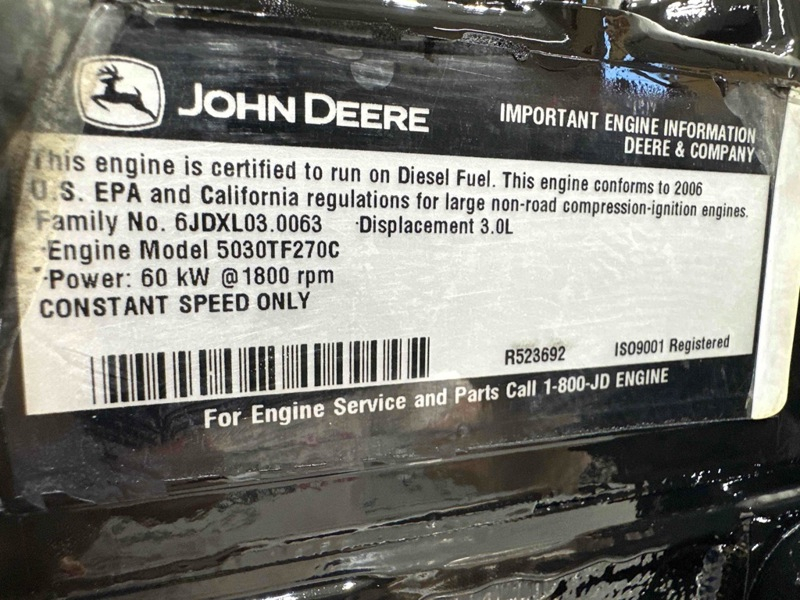 JOHN DEERE
IMPORTANT ENGINE INFORMATION
DEERE & COMPANY
This engine is certified to run on Diesel Fuel. This engine conforms to 2006
U.S. EPA and California regulations for large non-road compression-ignition engines.
Family No. 6JDXL03.0063 ·Displacement 3.0L
·Engine Model 5030TF270C
·Power: 60 kW @1800 rpm
CONSTANT SPEED ONLY
R523692 ISO9001 Registered
For Engine Service and Parts Call 1-800-JD ENGINE